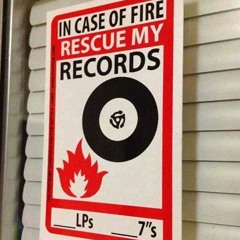 IN CASE OF FIRE
RESCUE MY
RECORDS
___LPs ___7"s